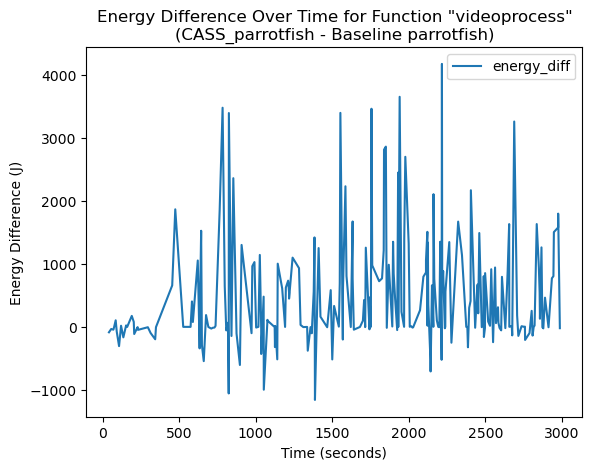 Energy Difference Over Time for Function "videoprocess"
(CASS_parrotfish - Baseline parrotfish)
energy_diff
4000
3000
2000
1000
0
−1000
Energy Difference (J)
0 500 1000 1500 2000 2500 3000
Time (seconds)